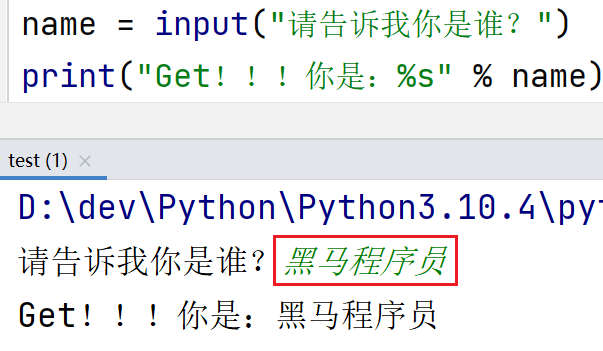 name = input("请告诉我你是谁？")
print("Get！！！你是：%s" % name)
test (1) ×
D:\dev\Python\Python3.10.4\pyt
请告诉我你是谁？黑马程序员
Get！！！你是：黑马程序员